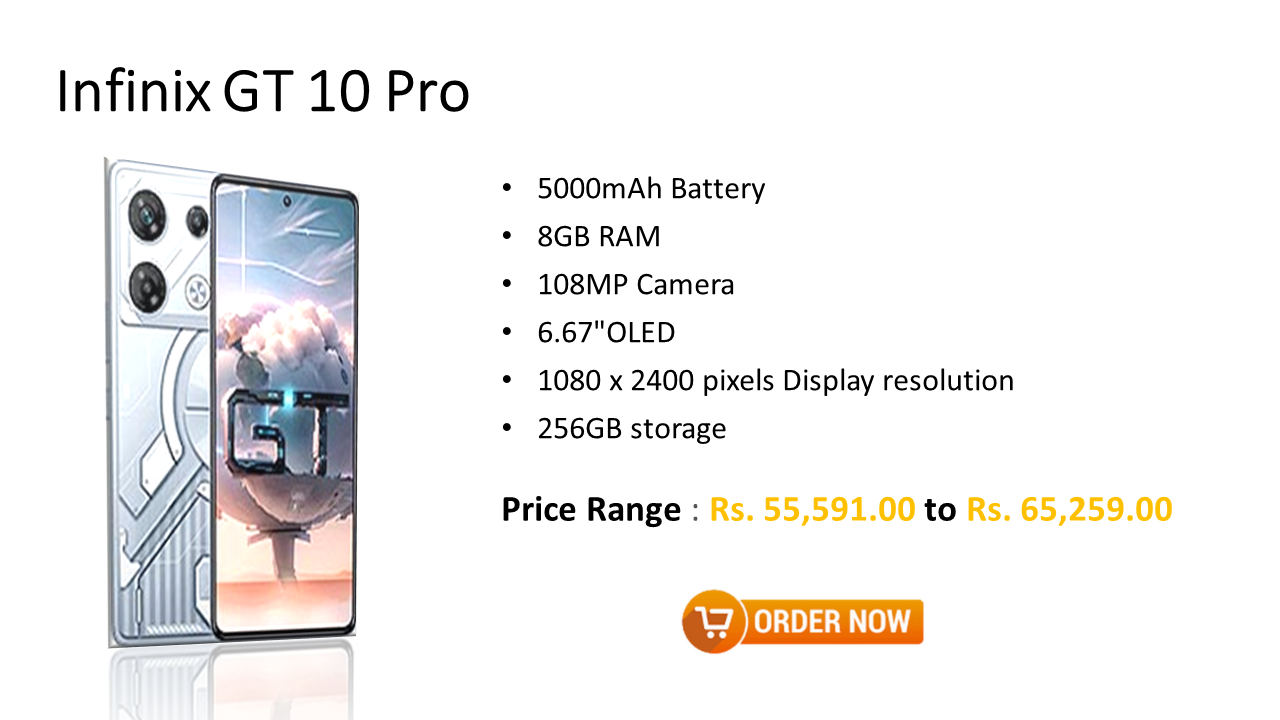 Infinix GT 10 Pro
• 5000mAh Battery
• 8GB RAM
• 108MP Camera
• 6.67"OLED
• 1080 x 2400 pixels Display resolution
• 256GB storage
Price Range : Rs. 55,591.00 to Rs. 65,259.00
GT
ORDER NOW